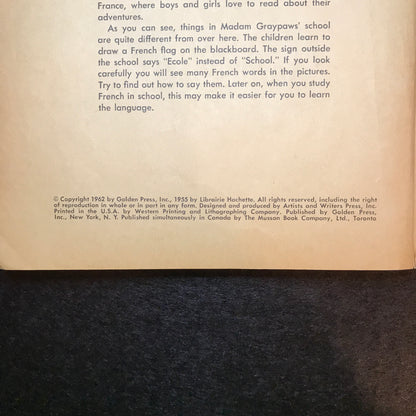 France, where boys and girls love to read about their
adventures.
As you can see, things in Madam Graypaws' school
are quite different from over here. The children learn to
draw a French flag on the blackboard. The sign outside
the school says "Ecole" instead of "School." If you look
carefully you will see many French words in the pictures.
Try to find out how to say them. Later on, when you study
French in school, this may make it easier for you to learn
the language.
© Copyright 1962 by Golden Press, Inc., 1955 by Librairie Hachette. All rights reserved, including the right
of reproduction in whole or in part in any form. Designed and produced by Artists and Writers Press, Inc.
Printed in the U.S.A. by Western Printing and Lithographing Company. Published by Golden Press,
Inc., New York, N. Y. Published simultaneously in Canada by The Musson Book Company, Ltd., Toronto